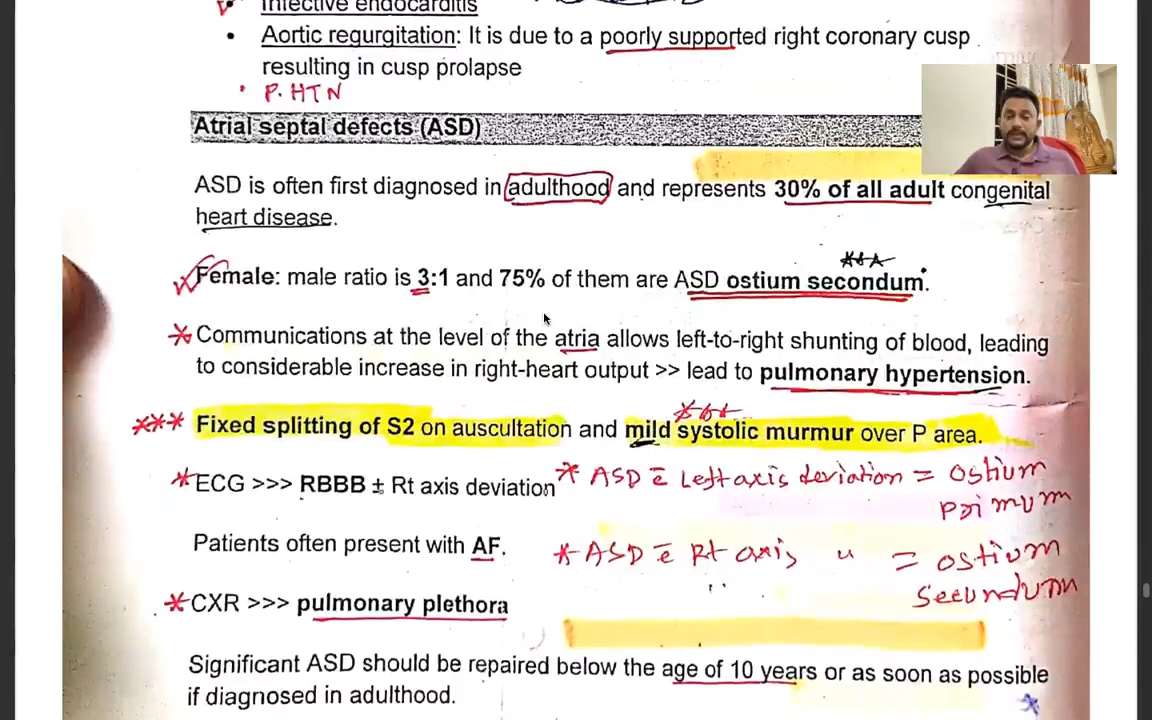 Infective endocarditis
• Aortic regurgitation: It is due to a poorly supported right coronary cusp
resulting in cusp prolapse
• P. HTN
Atrial septal defects (ASD)
ASD is often first diagnosed in adulthood and represents 30% of all adult congenital
heart disease.
Female: male ratio is 3:1 and 75% of them are ASD ostium secondum.
Communications at the level of the atria allows left-to-right shunting of blood, leading
to considerable increase in right-heart output >> lead to pulmonary hypertension.
Fixed splitting of S2 on auscultation and mild systolic murmur over P area.
ECG >>> RBBB ± Rt axis deviation
* ASD c̄ Left axis deviation = ostium
primum
Patients often present with AF.
* ASD c̄ Rt axis " = ostium
Secundum
CXR >>> pulmonary plethora
Significant ASD should be repaired below the age of 10 years or as soon as possible
if diagnosed in adulthood.